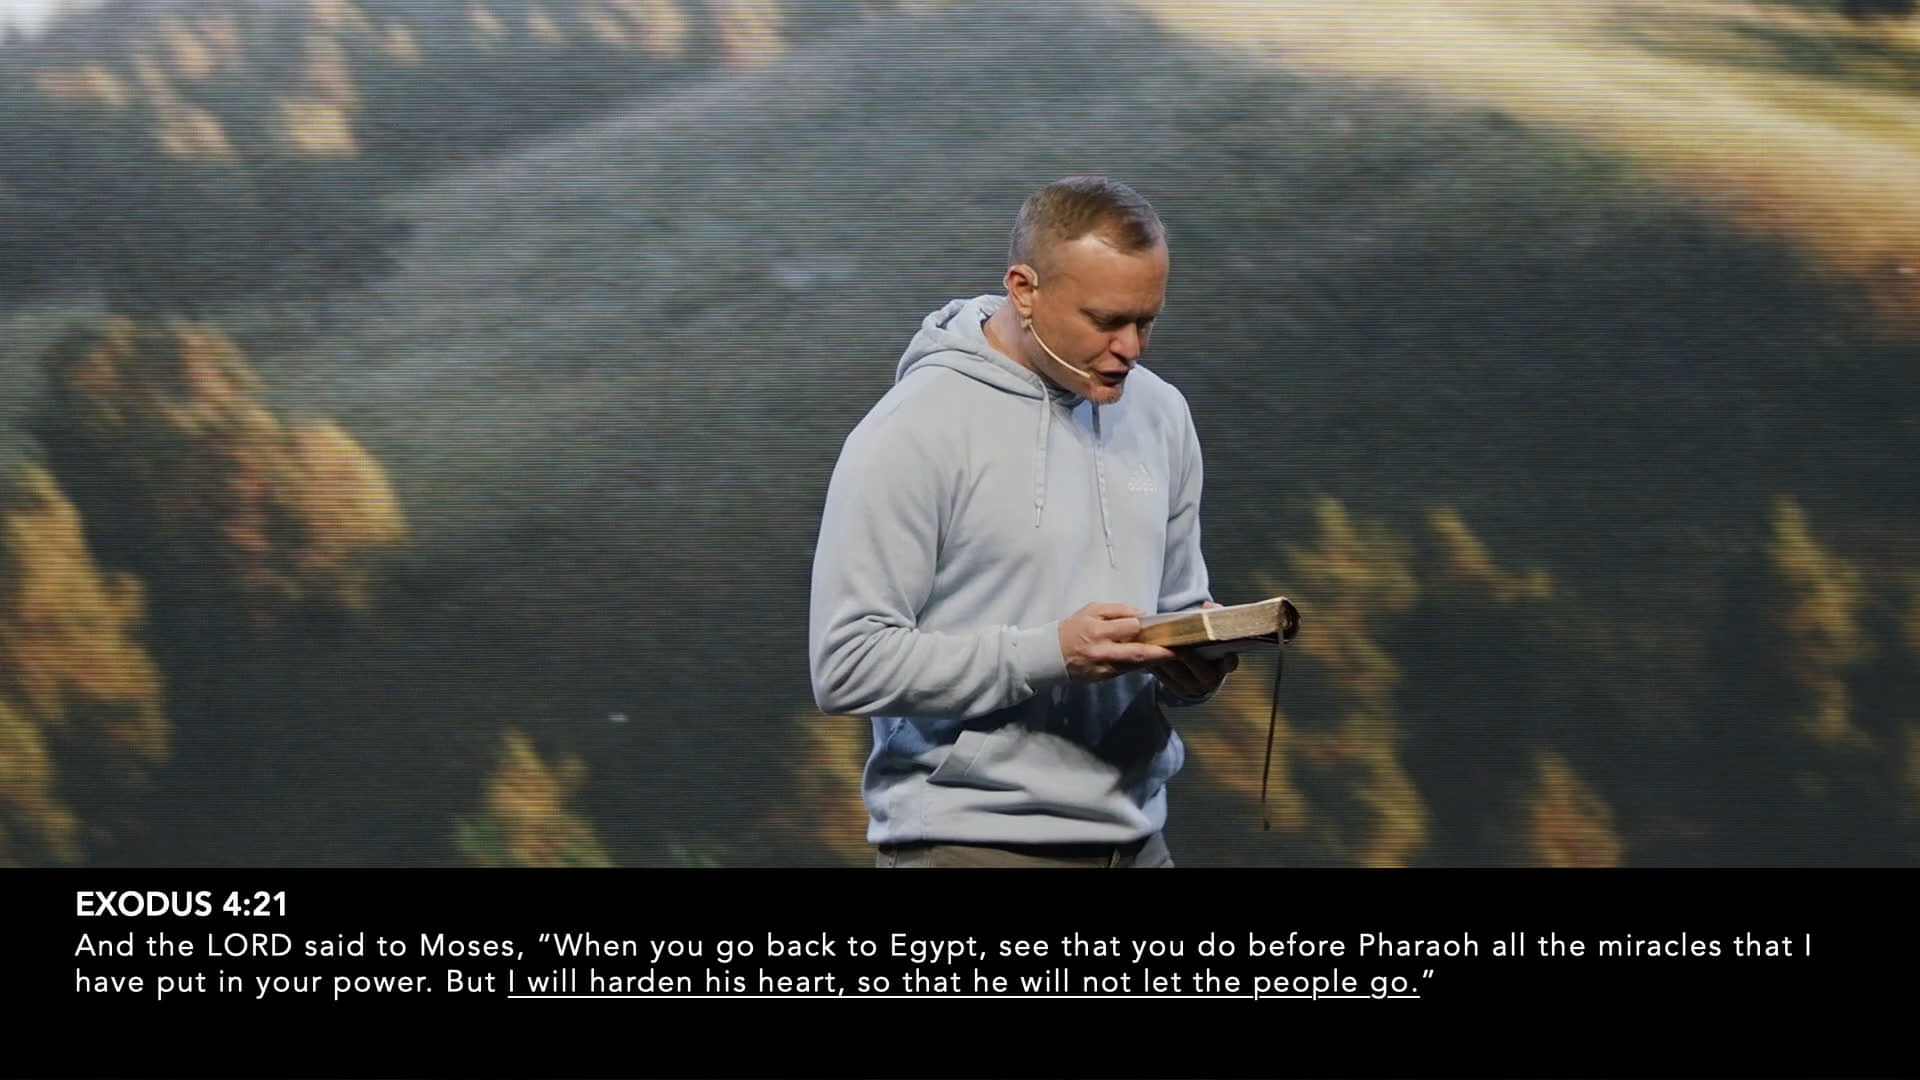 EXODUS 4:21
And the LORD said to Moses, “When you go back to Egypt, see that you do before Pharaoh all the miracles that I
have put in your power. But I will harden his heart, so that he will not let the people go.”